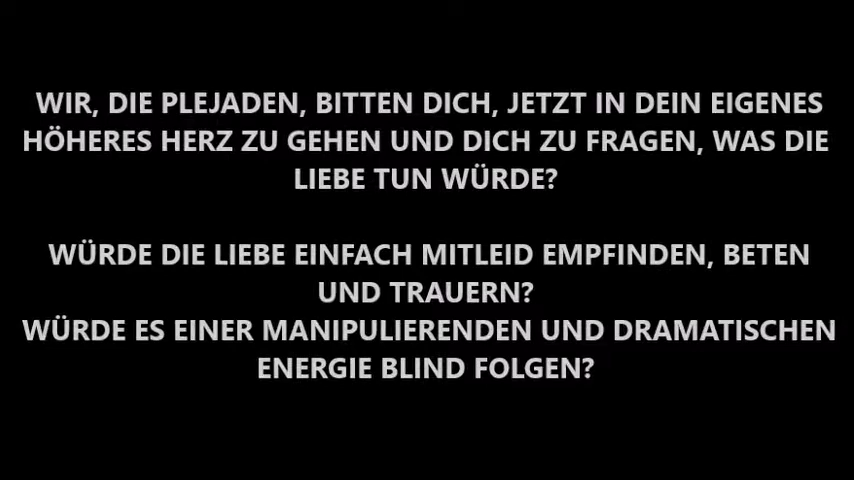 WIR, DIE PLEJADEN, BITTEN DICH, JETZT IN DEIN EIGENES
HÖHERES HERZ ZU GEHEN UND DICH ZU FRAGEN, WAS DIE
LIEBE TUN WÜRDE?
WÜRDE DIE LIEBE EINFACH MITLEID EMPFINDEN, BETEN
UND TRAUERN?
WÜRDE ES EINER MANIPULIERENDEN UND DRAMATISCHEN
ENERGIE BLIND FOLGEN?